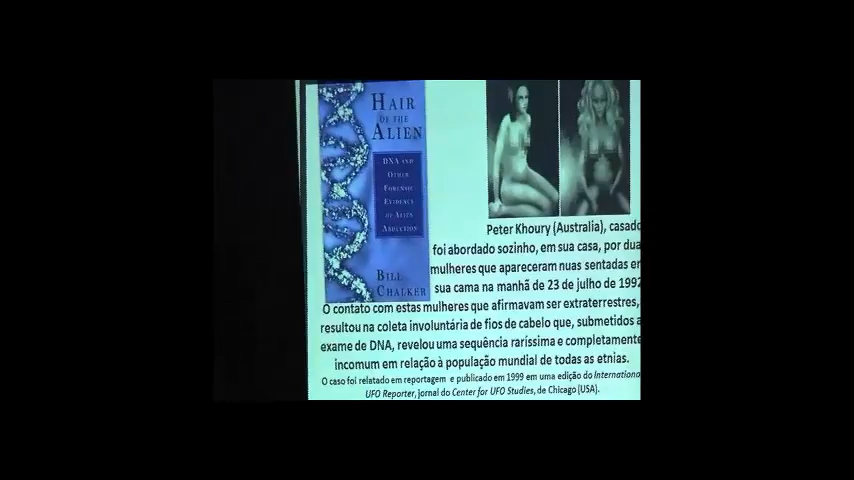 HAIR
OF THE
ALIEN
DNA AND
OTHER
FORENSIC
EVIDENCE
OF ALIEN
ABDUCTION
BILL
CHALKER
Peter Khoury (Australia), casado
foi abordado sozinho, em sua casa, por dua
mulheres que apareceram nuas sentadas em
sua cama na manhã de 23 de julho de 1992
O contato com estas mulheres que afirmavam ser extraterrestres,
resultou na coleta involuntária de fios de cabelo que, submetidos a
exame de DNA, revelou uma sequência raríssima e completamente
incomum em relação à população mundial de todas as etnias.
O caso foi relatado em reportagem e publicado em 1999 em uma edição do Internationa
UFO Reporter, jornal do Center for UFO Studies, de Chicago (USA).